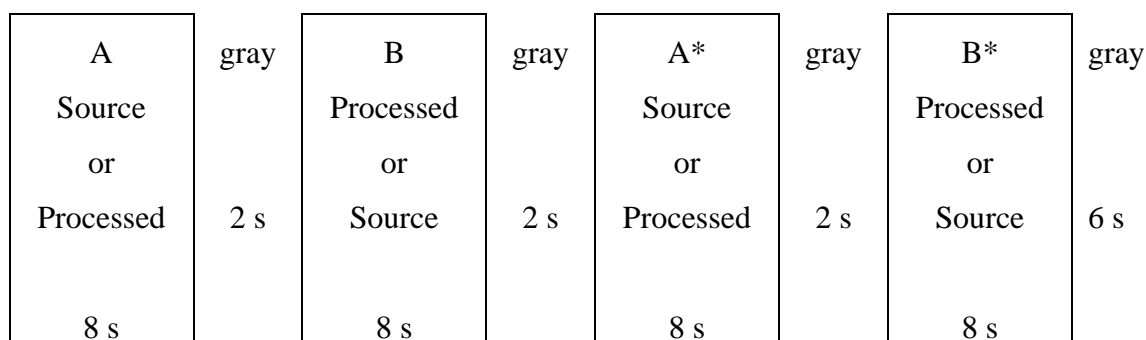 A gray B gray A* gray B* gray
Source Processed Source Processed
or or or or
Processed 2 s Source 2 s Processed 2 s Source 6 s
8 s 8 s 8 s 8 s